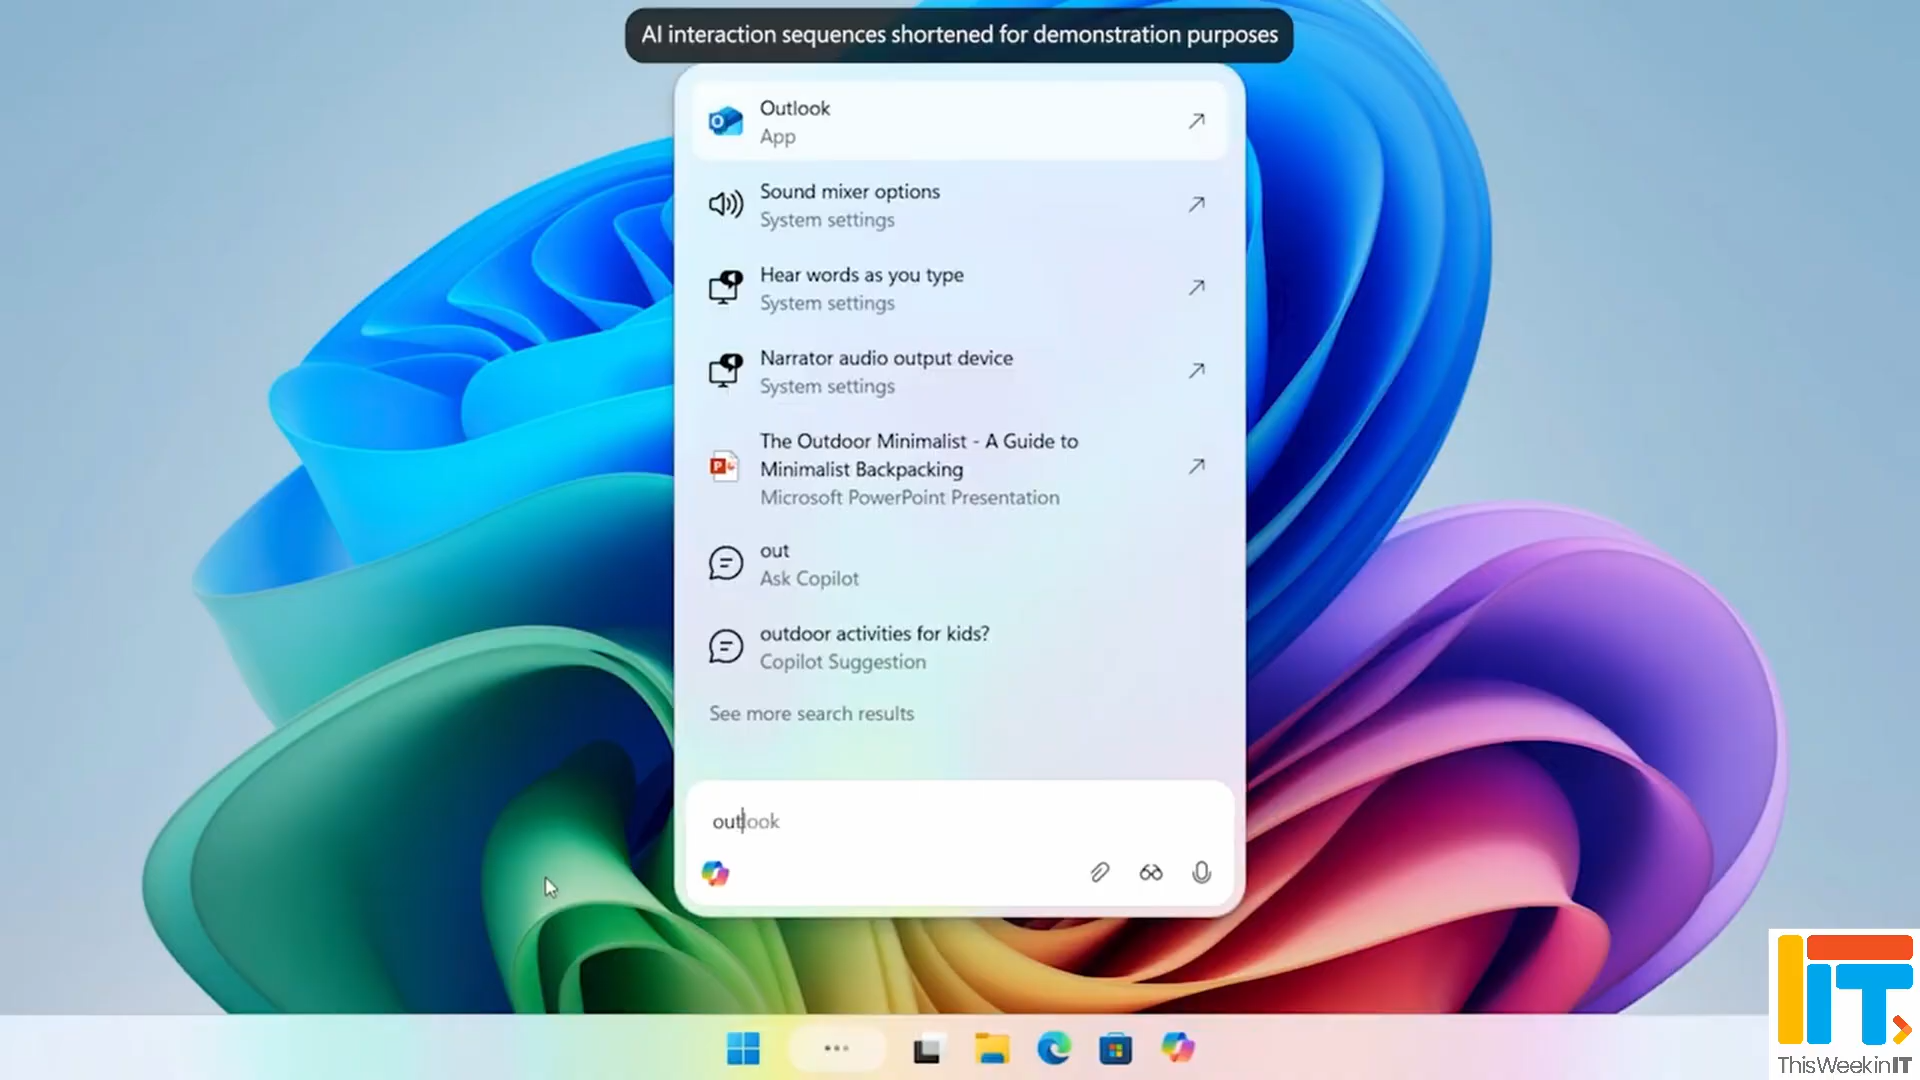 AI interaction sequences shortened for demonstration purposes
Outlook
App
Sound mixer options
System settings
Hear words as you type
System settings
Narrator audio output device
System settings
The Outdoor Minimalist - A Guide to
Minimalist Backpacking
Microsoft PowerPoint Presentation
out
Ask Copilot
outdoor activities for kids?
Copilot Suggestion
See more search results
outlook
IT
ThisWeekinIT